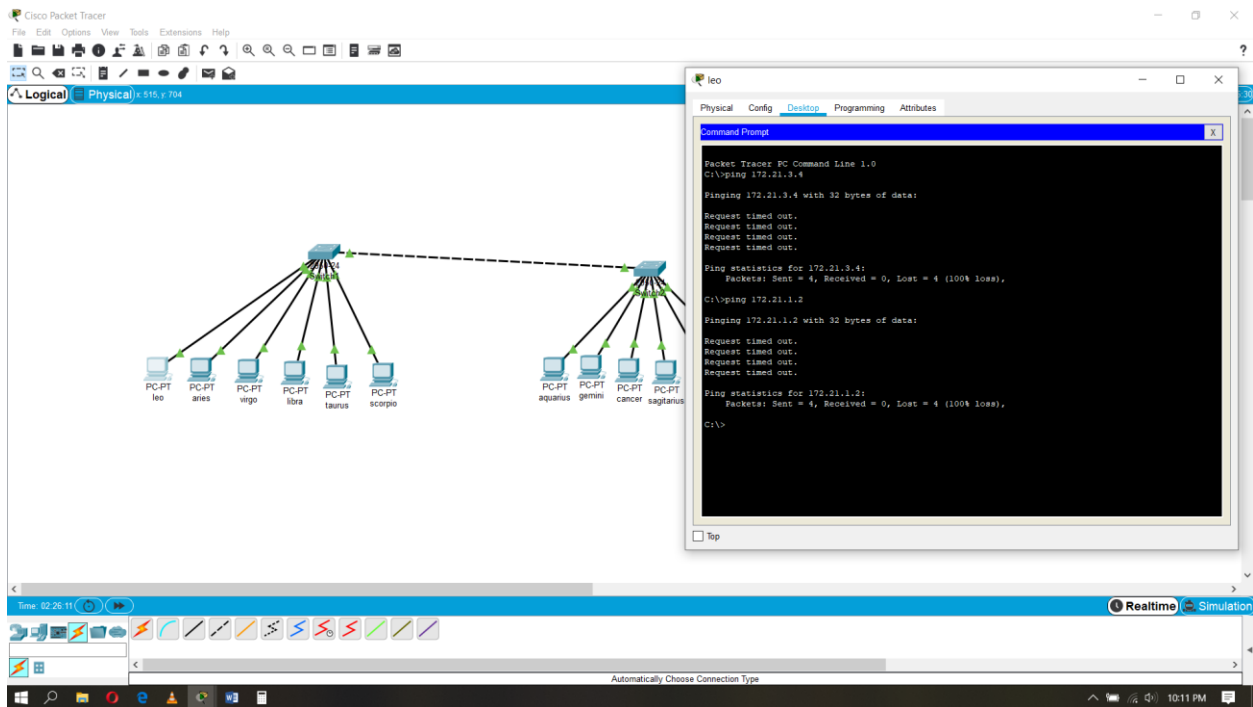 Cisco Packet Tracer
File Edit Options View Tools Extensions Help
?
Logical Physical x: 515, y: 704
leo
Physical Config Desktop Programming Attributes
Command Prompt X
Packet Tracer PC Command Line 1.0
C:\>ping 172.21.3.4
Pinging 172.21.3.4 with 32 bytes of data:
Request timed out.
Request timed out.
Request timed out.
Request timed out.
Ping statistics for 172.21.3.4:
Packets: Sent = 4, Received = 0, Lost = 4 (100% loss),
C:\>ping 172.21.1.2
Pinging 172.21.1.2 with 32 bytes of data:
Request timed out.
Request timed out.
Request timed out.
Request timed out.
Ping statistics for 172.21.1.2:
Packets: Sent = 4, Received = 0, Lost = 4 (100% loss),
C:\>
Top
Switch1
Switch2
PC-PT
leo
PC-PT
aries
PC-PT
virgo
PC-PT
libra
PC-PT
taurus
PC-PT
scorpio
PC-PT
aquarius
PC-PT
gemini
PC-PT
cancer
PC-PT
sagitarius
Time: 02:26:11
Realtime Simulation
Automatically Choose Connection Type
10:11 PM